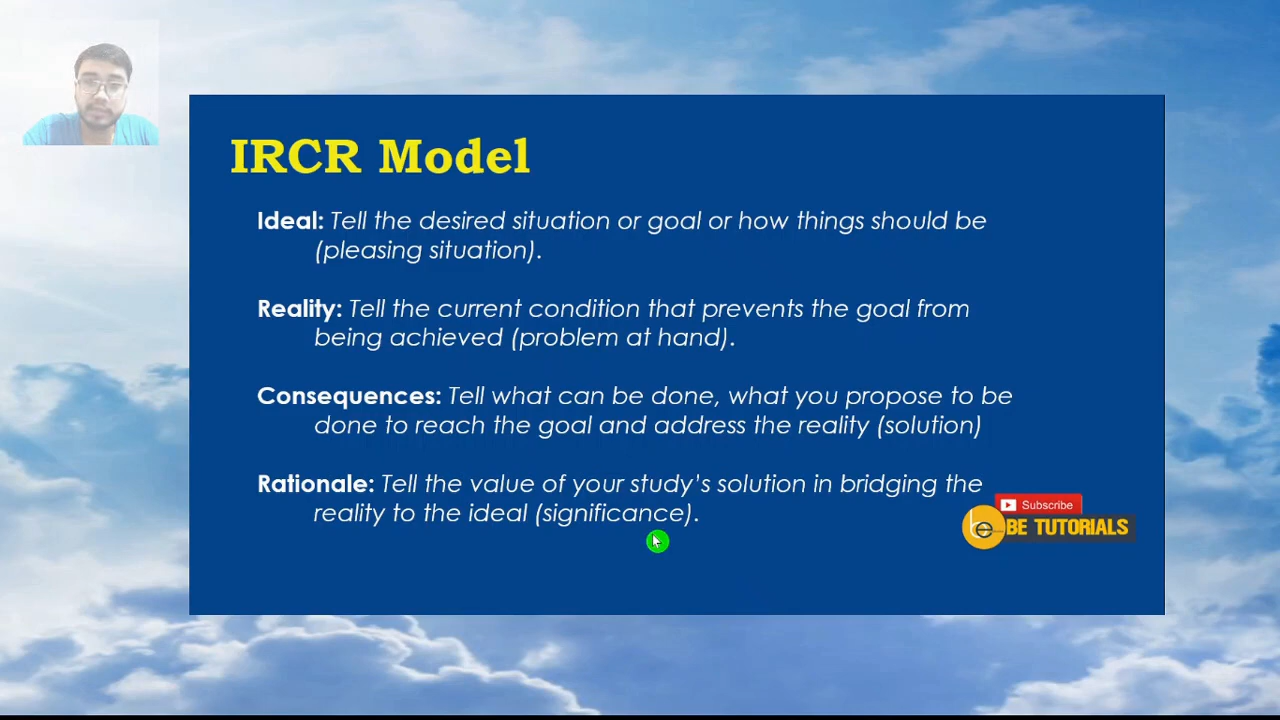 IRCR Model
Ideal: Tell the desired situation or goal or how things should be
(pleasing situation).
Reality: Tell the current condition that prevents the goal from
being achieved (problem at hand).
Consequences: Tell what can be done, what you propose to be
done to reach the goal and address the reality (solution)
Rationale: Tell the value of your study's solution in bridging the
reality to the ideal (significance).
Subscribe
be BE TUTORIALS